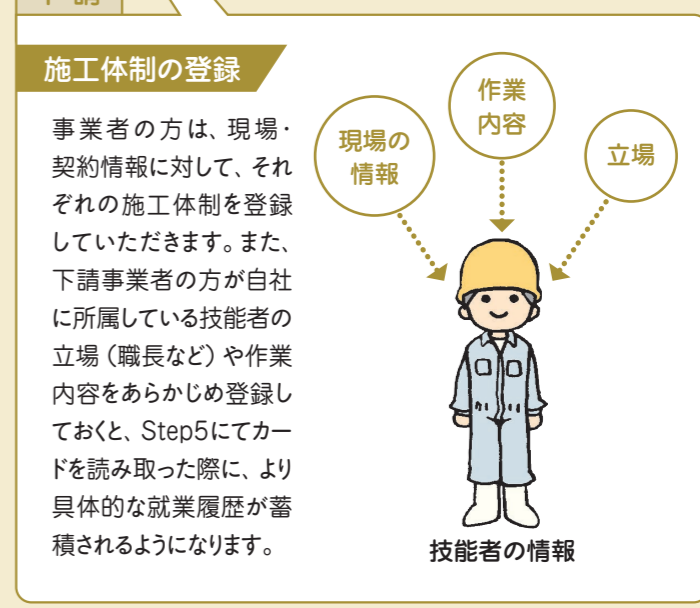 施工体制の登録
事業者の方は、現場・
契約情報に対して、それ
ぞれの施工体制を登録
していただきます。また、
下請事業者の方が自社
に所属している技能者の
立場（職長など）や作業
内容をあらかじめ登録し
ておくと、Step5にてカー
ドを読み取った際に、より
具体的な就業履歴が蓄
積されるようになります。
現場の
情報
作業
内容
立場
技能者の情報